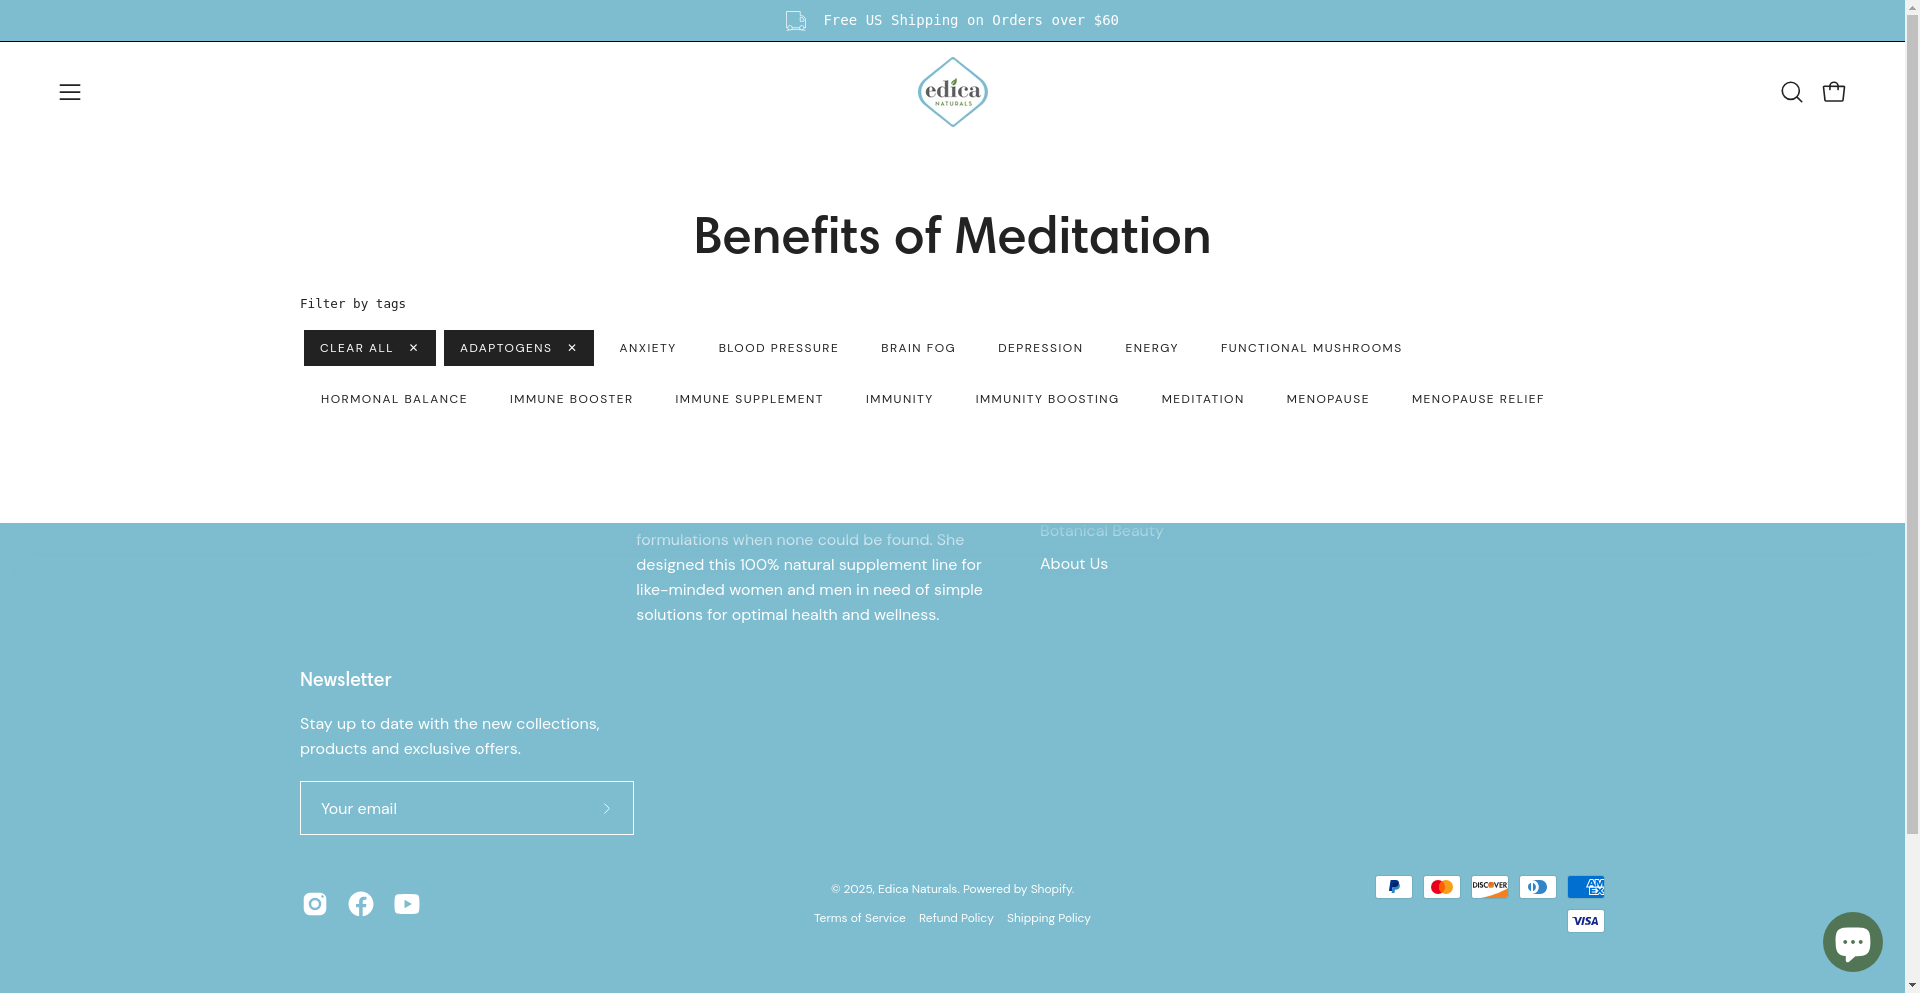 Free US Shipping on Orders over $60
edica
NATURALS
Benefits of Meditation
Filter by tags
CLEAR ALL ✕ ADAPTOGENS ✕ ANXIETY BLOOD PRESSURE BRAIN FOG DEPRESSION ENERGY FUNCTIONAL MUSHROOMS
HORMONAL BALANCE IMMUNE BOOSTER IMMUNE SUPPLEMENT IMMUNITY IMMUNITY BOOSTING MEDITATION MENOPAUSE MENOPAUSE RELIEF
formulations when none could be found. She
designed this 100% natural supplement line for
like-minded women and men in need of simple
solutions for optimal health and wellness.
Botanical Beauty
About Us
Newsletter
Stay up to date with the new collections,
products and exclusive offers.
Your email
© 2025, Edica Naturals. Powered by Shopify.
Terms of Service Refund Policy Shipping Policy
DISCOVER
AM
EX
VISA